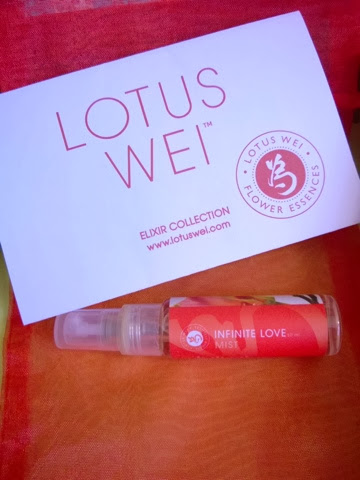 LOTUS
WEI™
ELIXIR COLLECTION
www.lotuswei.com
• LOTUS WEI •
FLOWER ESSENCES
INFINITE LOVE
MIST